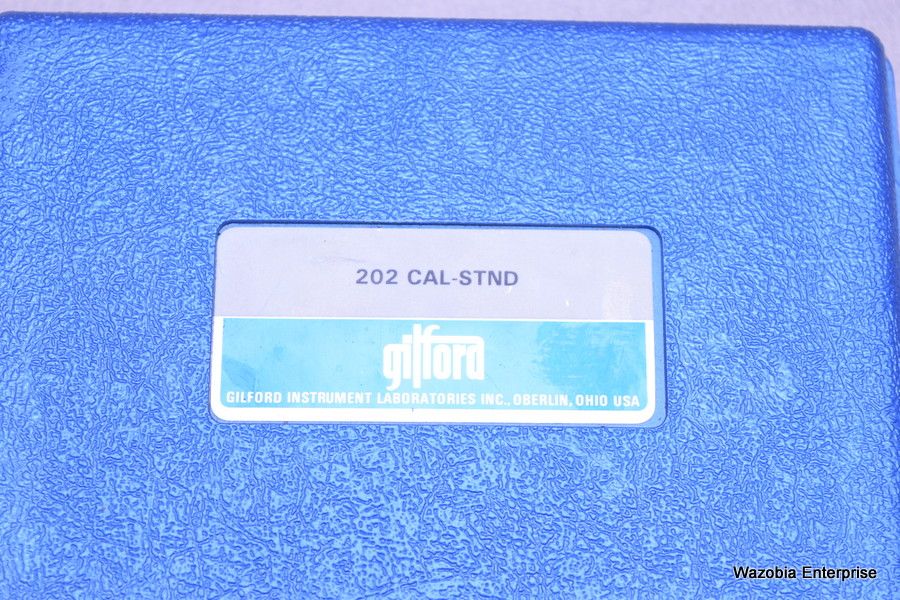 202 CAL-STND
gilford
GILFORD INSTRUMENT LABORATORIES INC., OBERLIN, OHIO USA
Wazobia Enterprise